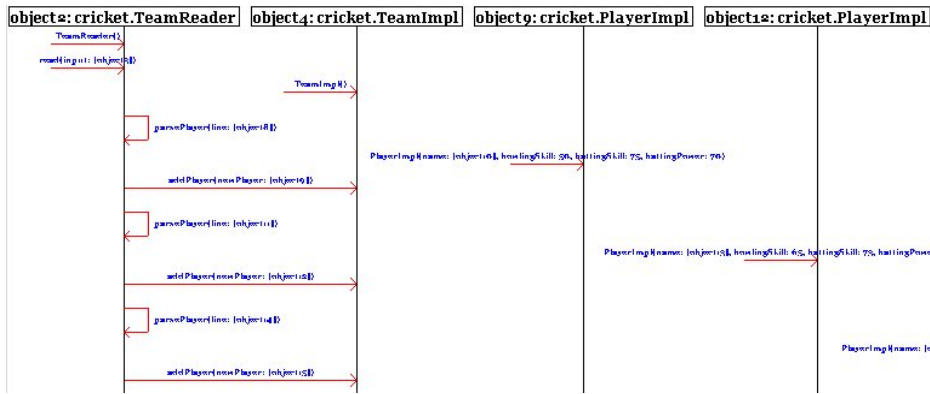 object2: cricket.TeamReader
object4: cricket.TeamImpl
object9: cricket.PlayerImpl
object12: cricket.PlayerImpl
TeamReader()
read(input: [object3])
TeamImpl()
parsePlayer(line: [object8])
PlayerImpl(name: [object10], bowlingSkill: 56, battingSkill: 75, battingPower: 76)
addPlayer(newPlayer: [object9])
parsePlayer(line: [object11])
PlayerImpl(name: [object13], bowlingSkill: 65, battingSkill: 73, battingPower
addPlayer(newPlayer: [object12])
parsePlayer(line: [object14])
PlayerImpl(name: [o
addPlayer(newPlayer: [object15])